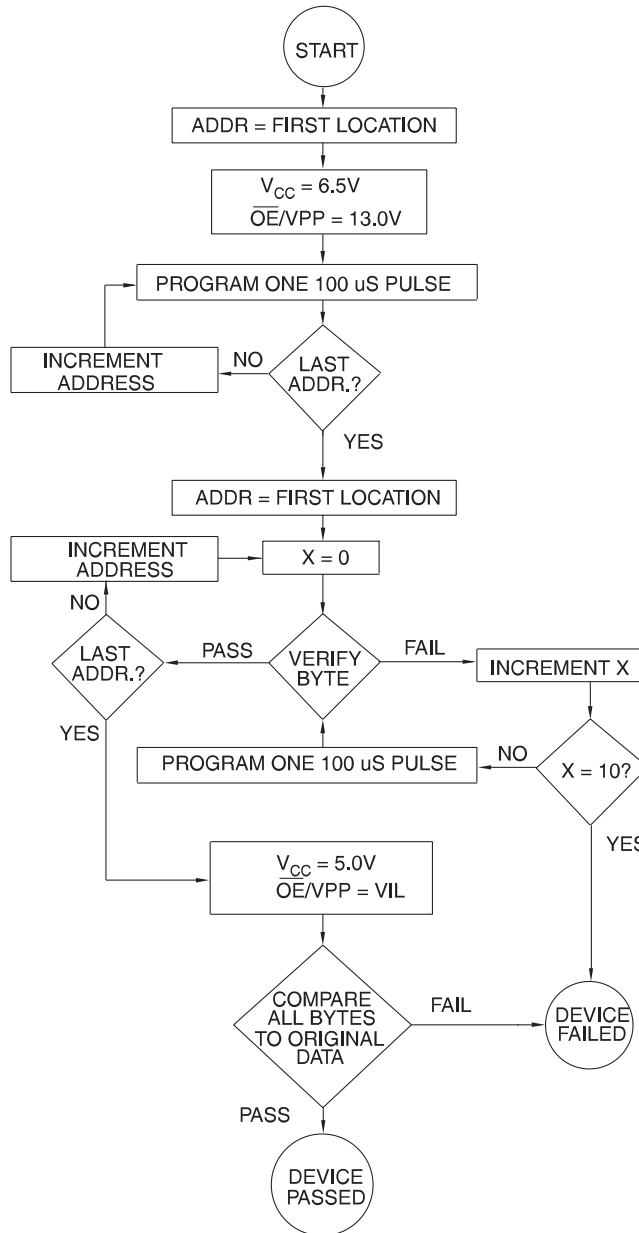 START
ADDR = FIRST LOCATION
VCC = 6.5V
OE/VPP = 13.0V
PROGRAM ONE 100 uS PULSE
INCREMENT
ADDRESS
NO
LAST
ADDR.?
YES
ADDR = FIRST LOCATION
INCREMENT
ADDRESS
X = 0
NO
LAST
ADDR.?
PASS
VERIFY
BYTE
FAIL
INCREMENT X
YES
PROGRAM ONE 100 uS PULSE
NO
X = 10?
YES
VCC = 5.0V
OE/VPP = VIL
COMPARE
ALL BYTES
TO ORIGINAL
DATA
FAIL
DEVICE
FAILED
PASS
DEVICE
PASSED